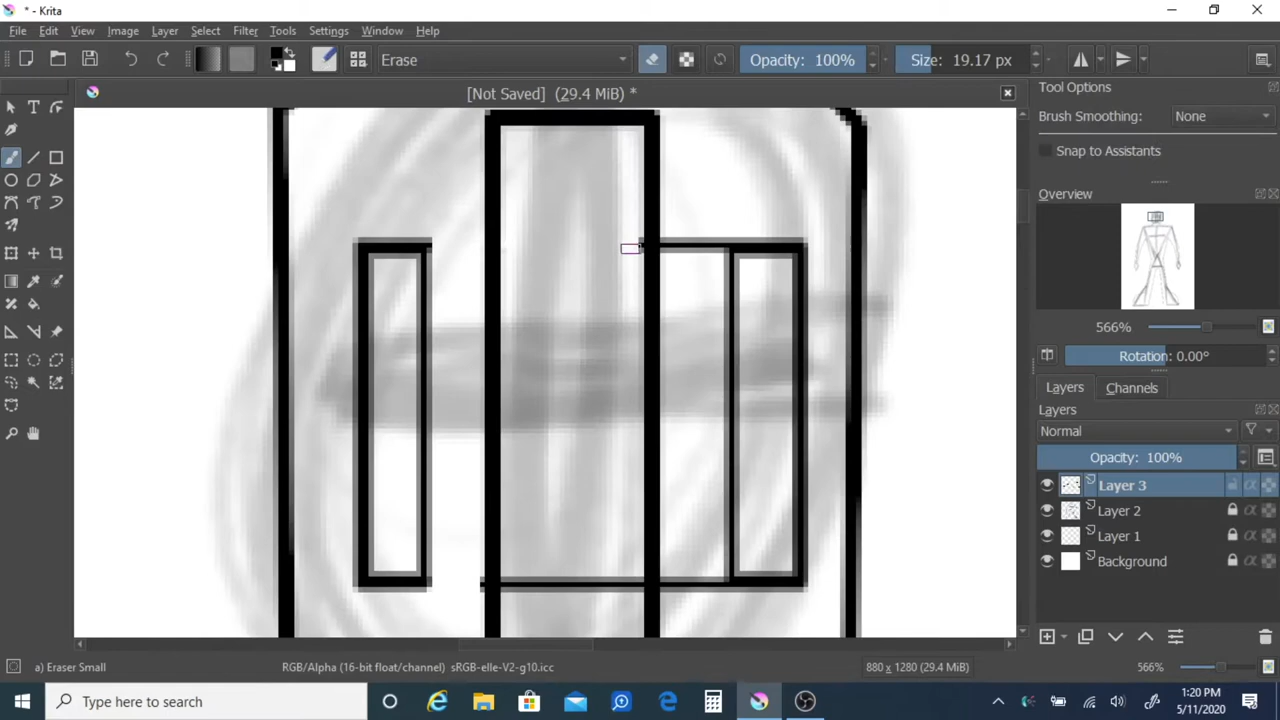 * - Krita
File Edit View Image Layer Select Filter Tools Settings Window Help
Erase Opacity: 100% Size: 19.17 px
[Not Saved] (29.4 MiB) *
Tool Options
Brush Smoothing: None
Snap to Assistants
Overview
566%
Rotation: 0.00°
Layers Channels
Layers
Normal
Opacity: 100%
Layer 3
Layer 2
Layer 1
Background
a) Eraser Small RGB/Alpha (16-bit float/channel) sRGB-elle-V2-g10.icc 880 x 1280 (29.4 MiB) 566%
Type here to search
1:20 PM
5/11/2020